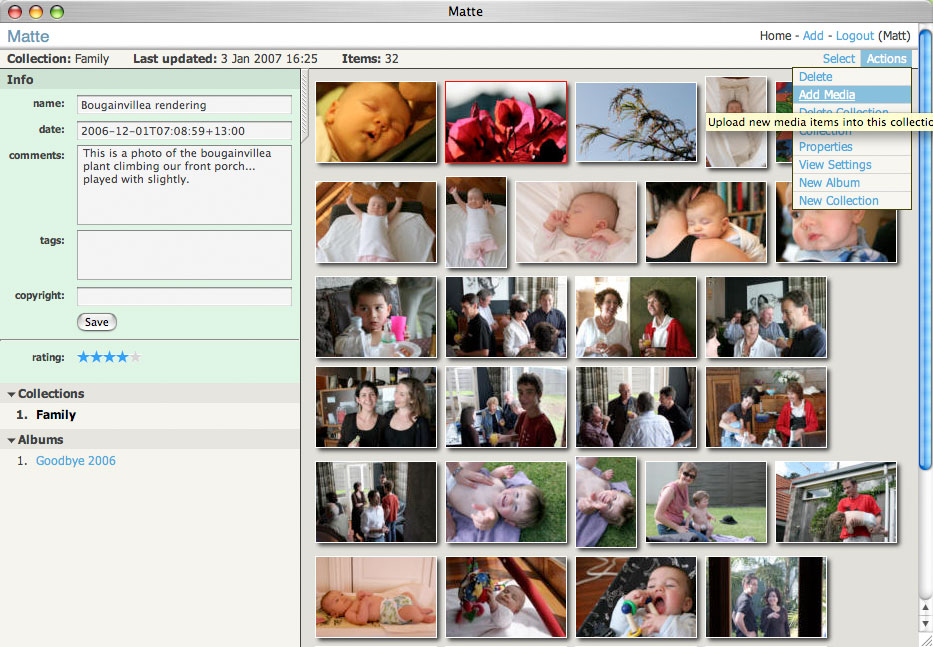 Matte
Matte
Home - Add - Logout (Matt)
Collection: Family Last updated: 3 Jan 2007 16:25 Items: 32
Select Actions
Info
name: Bougainvillea rendering
date: 2006-12-01T07:08:59+13:00
comments: This is a photo of the bougainvillea
plant climbing our front porch...
played with slightly.
tags:
copyright:
Save
rating:
Collections
1. Family
Albums
1. Goodbye 2006
Delete
Add Media
Delete Collection
Upload new media items into this collectio
Collection
Properties
View Settings
New Album
New Collection